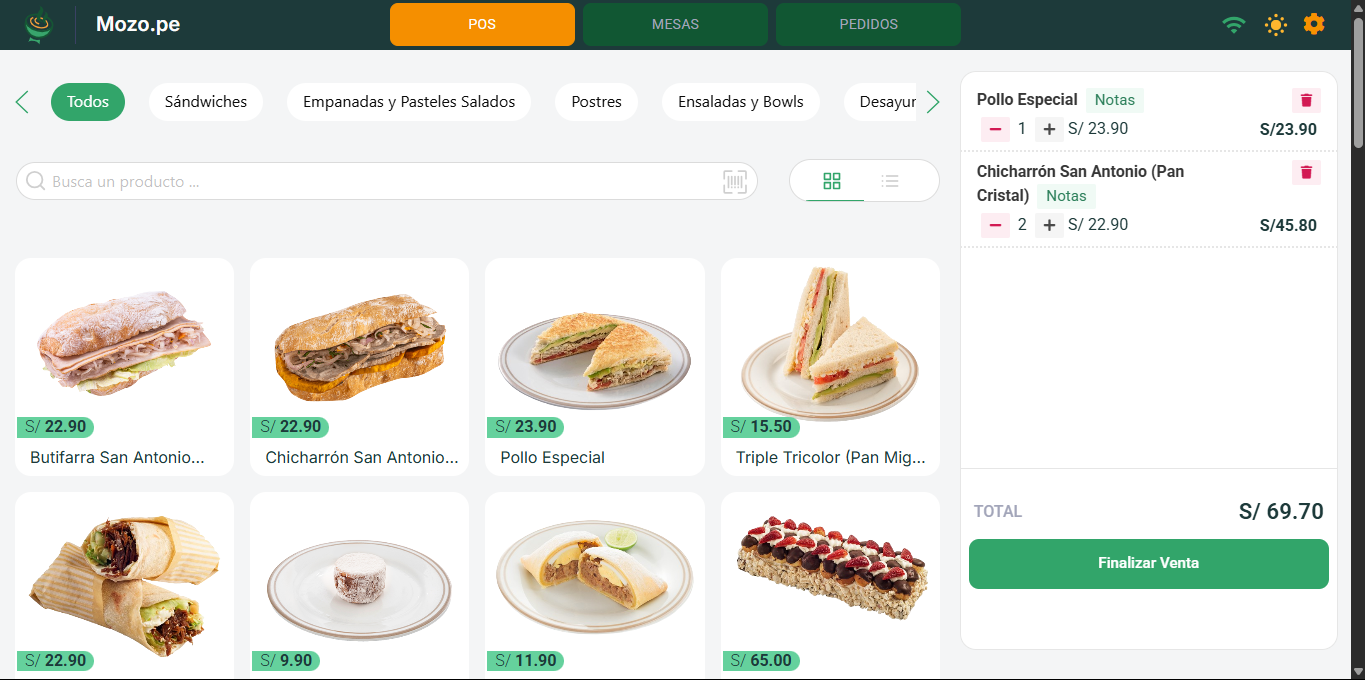 Mozo.pe
POS
MESAS
PEDIDOS
Todos
Sándwiches
Empanadas y Pasteles Salados
Postres
Ensaladas y Bowls
Desayun
Busca un producto ...
S/ 22.90
Butifarra San Antonio...
S/ 22.90
Chicharrón San Antonio...
S/ 23.90
Pollo Especial
S/ 15.50
Triple Tricolor (Pan Mig...
S/ 22.90
S/ 9.90
S/ 11.90
S/ 65.00
Pollo Especial Notas
1 S/ 23.90 S/23.90
Chicharrón San Antonio (Pan
Cristal) Notas
2 S/ 22.90 S/45.80
TOTAL S/ 69.70
Finalizar Venta